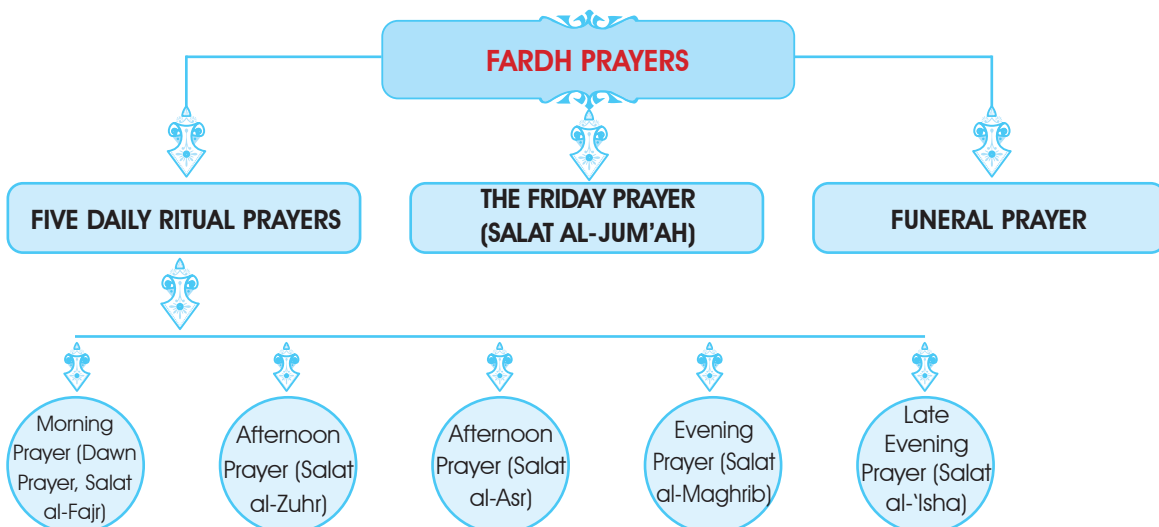 FARDH PRAYERS
FIVE DAILY RITUAL PRAYERS
THE FRIDAY PRAYER
(SALAT AL-JUM’AH)
FUNERAL PRAYER
Morning
Prayer (Dawn
Prayer, Salat
al-Fajr)
Afternoon
Prayer (Salat
al-Zuhr)
Afternoon
Prayer (Salat
al-Asr)
Evening
Prayer (Salat
al-Maghrib)
Late
Evening
Prayer (Salat
al-‘Isha)